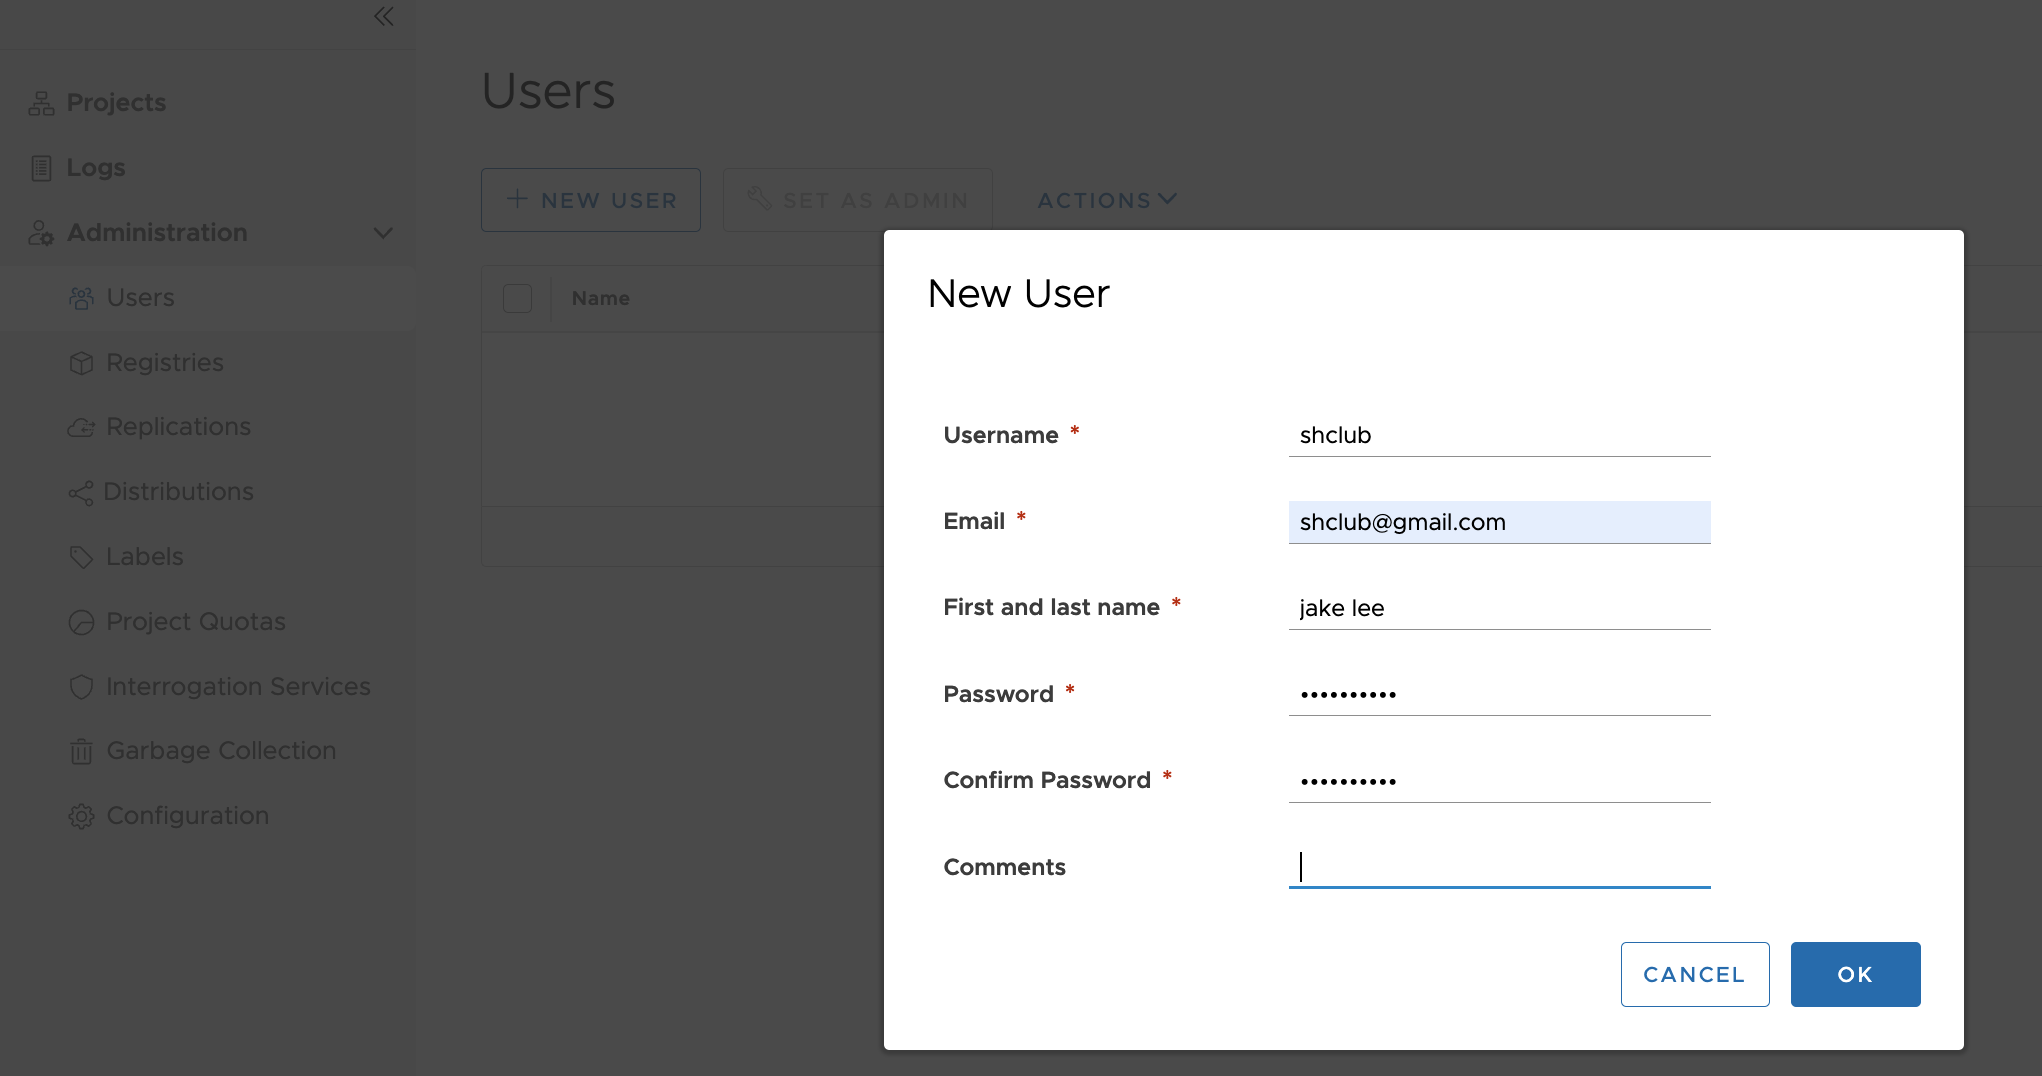 Projects
Logs
Administration
Users
Registries
Replications
Distributions
Labels
Project Quotas
Interrogation Services
Garbage Collection
Configuration
Users
NEW USER
SET AS ADMIN
ACTIONS
Name
New User
Username *
shclub
Email *
shclub@gmail.com
First and last name *
jake lee
Password *
••••••••••
Confirm Password *
••••••••••
Comments
CANCEL
OK